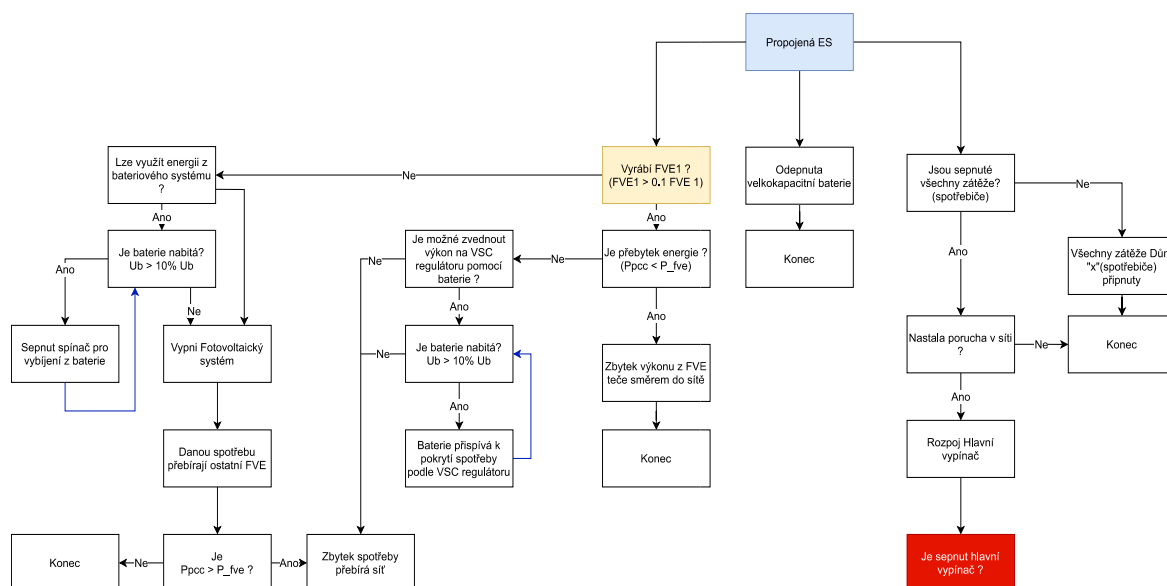 Propojená ES
Lze využít energii z
bateriového systému
?
Ne
Vyrábí FVE1 ?
(FVE1 > 0.1 FVE 1)
Odepnuta
velkokapacitní baterie
Jsou sepnuté
všechny zátěže?
(spotřebiče)
Ne
Ano
Ano
Je baterie nabitá?
Ub > 10% Ub
Je možné zvednout
výkon na VSC
regulátoru pomocí
baterie ?
Ne
Ne
Je přebytek energie ?
(Ppcc < P_fve)
Konec
Ano
Všechny zátěže Dům
"x"(spotřebiče)
připnuty
Ano
Ne
Ano
Ano
Sepnut spínač pro
vybíjení z baterie
Vypni Fotovoltaický
systém
Ne
Je baterie nabitá?
Ub > 10% Ub
Zbytek výkonu z FVE
teče směrem do sítě
Nastala porucha v síti
?
Ne
Konec
Ano
Ano
Danou spotřebu
přebírají ostatní FVE
Baterie přispívá k
pokrytí spotřeby
podle VSC regulátoru
Konec
Rozpoj Hlavní
vypínač
Konec
Ne
Je
Ppcc > P_fve ?
Ano
Zbytek spotřeby
přebírá síť
Je sepnut hlavní
vypínač ?